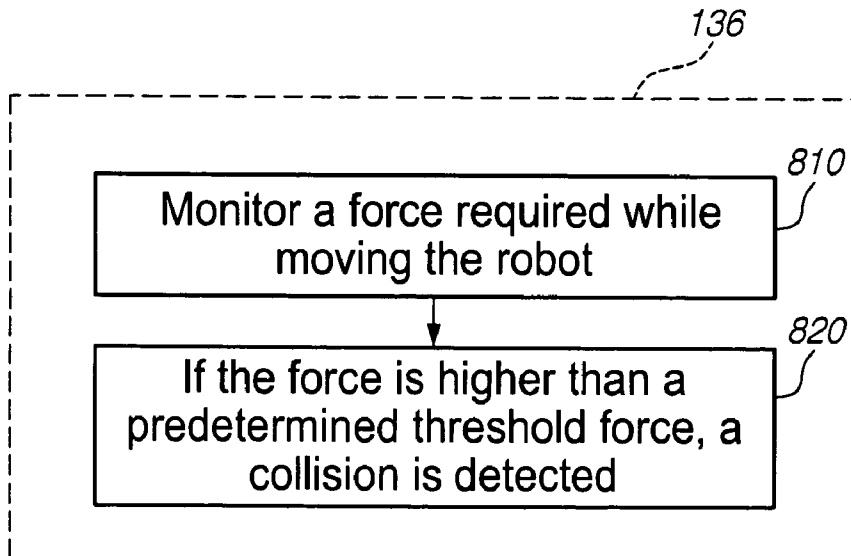 136
810
Monitor a force required while
moving the robot
820
If the force is higher than a
predetermined threshold force, a
collision is detected